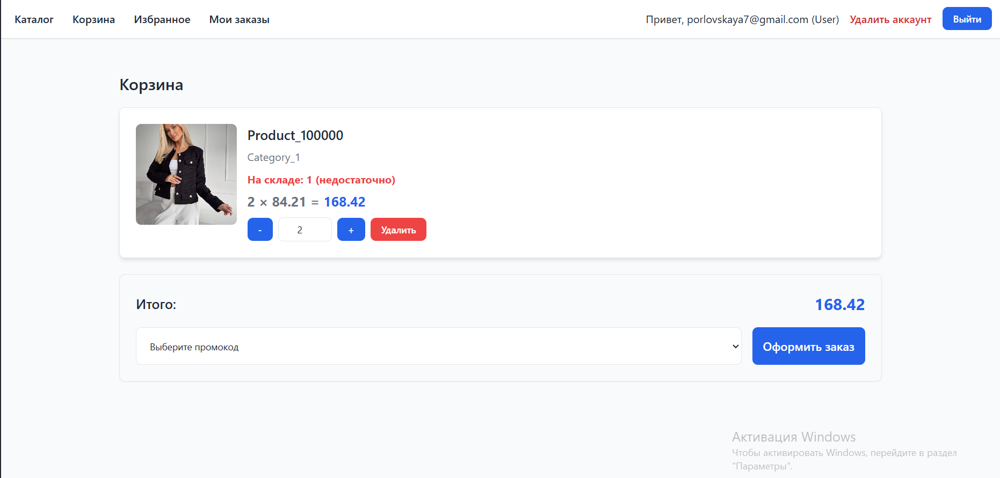 Каталог Корзина Избранное Мои заказы Привет, porlovskaya7@gmail.com (User) Удалить аккаунт Выйти
Корзина
Product_100000
Category_1
На складе: 1 (недостаточно)
2 × 84.21 = 168.42
- 2 + Удалить
Итого: 168.42
Выберите промокод Оформить заказ
Активация Windows
Чтобы активировать Windows, перейдите в раздел
"Параметры".